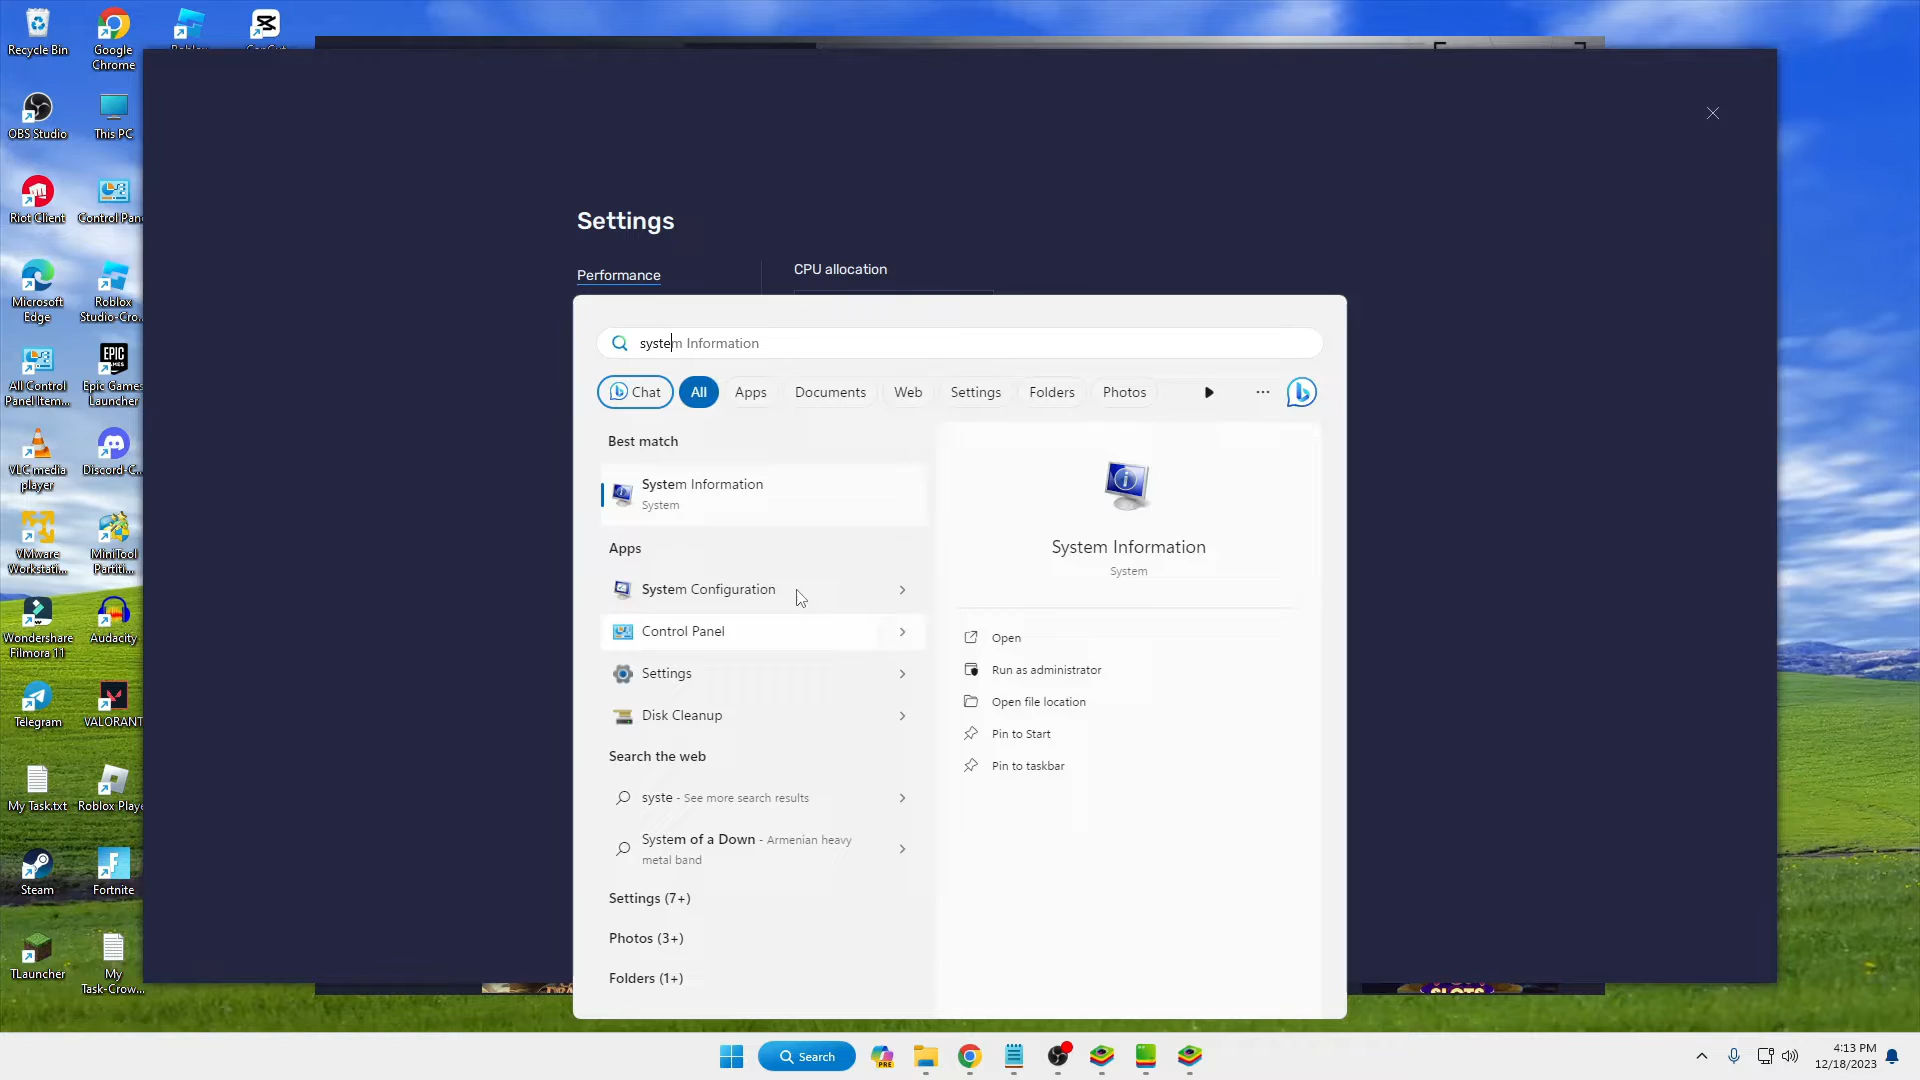 Recycle Bin
Google
Chrome
OBS Studio
This PC
Riot Client
Control Pan
Microsoft
Edge
Roblox
Studio-Cro...
All Control
Panel Item...
EPIC
GAMES
Epic Games
Launcher
VLC media
player
Discord-C...
VMware
Workstati...
MiniTool
Partiti...
Wondershare
Filmora 11
Audacity
Telegram
VALORANT
My Task.txt
Roblox Playe
Steam
Fortnite
TLauncher
My
Task-Crow...
Settings
Performance
CPU allocation
system Information
Chat
All
Apps
Documents
Web
Settings
Folders
Photos
...
Best match
System Information
System
Apps
System Configuration
Control Panel
Settings
Disk Cleanup
Search the web
syste - See more search results
System of a Down - Armenian heavy
metal band
Settings (7+)
Photos (3+)
Folders (1+)
System Information
System
Open
Run as administrator
Open file location
Pin to Start
Pin to taskbar
SLOTS
Search
PRE
4:13 PM
12/18/2023